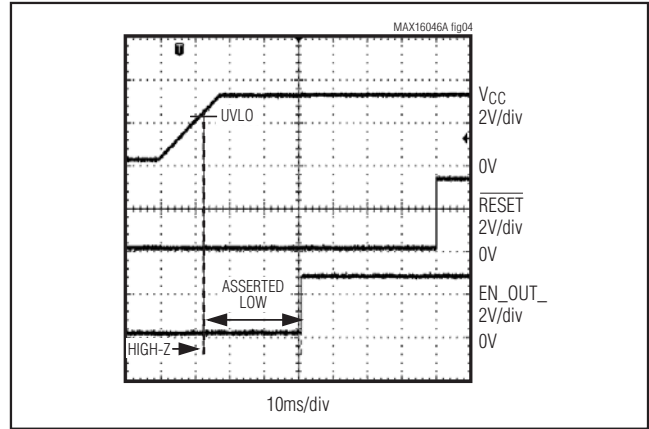 MAX16046A fig04
T
UVLO
VCC
2V/div
0V
RESET
2V/div
0V
ASSERTED
LOW
EN_OUT_
2V/div
0V
HIGH-Z
10ms/div